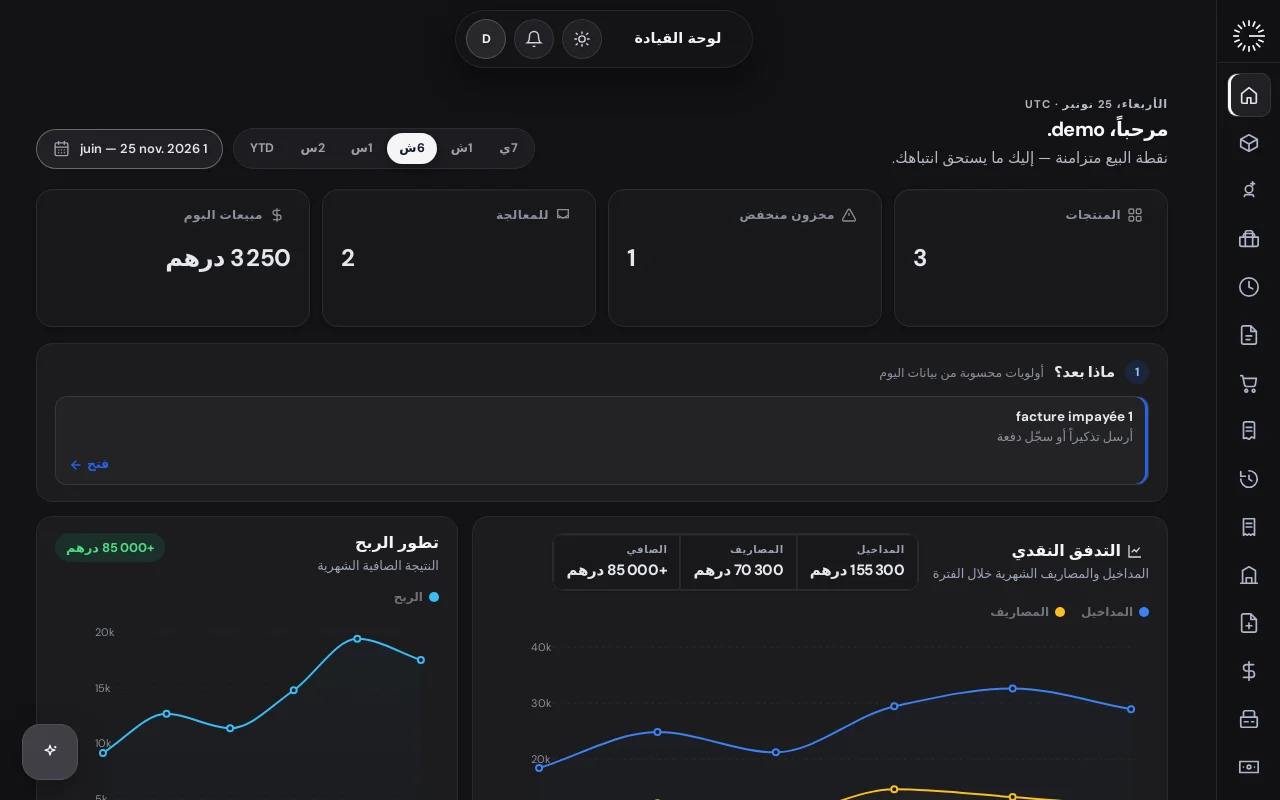 لوحة القيادة
D
الأربعاء، 25 نونبر · UTC
مرحباً، demo.
نقطة البيع متزامنة — إليك ما يستحق انتباهك.
7ي
1ش
6ش
1س
2س
YTD
1 juin — 25 nov. 2026
المنتجات
3
مخزون منخفض
1
للمعالجة
2
مبيعات اليوم
3 250 درهم
1
ماذا بعد؟
أولويات محسوبة من بيانات اليوم
1 facture impayée
أرسل تذكيراً أو سجّل دفعة
فتح ←
التدفق النقدي
المداخيل والمصاريف الشهرية خلال الفترة
المداخيل
155 300 درهم
المصاريف
70 300 درهم
الصافي
+85 000 درهم
المداخيل
المصاريف
40k
30k
20k
تطور الربح
النتيجة الصافية الشهرية
+85 000 درهم
الربح
20k
15k
10k
5k